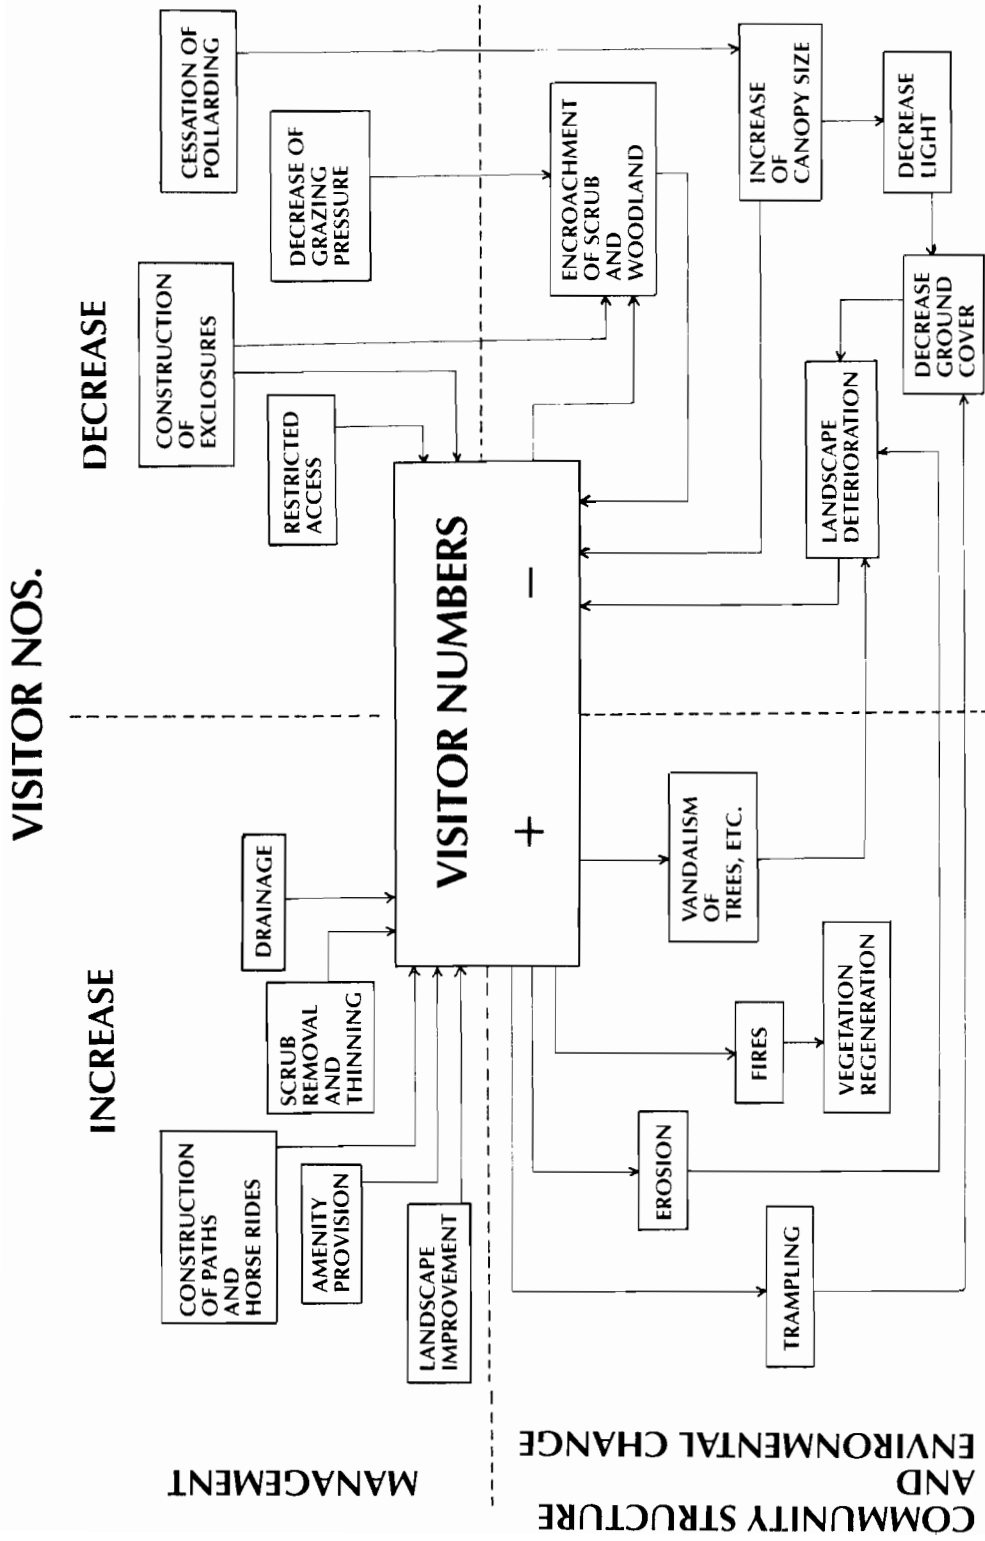 VISITOR NOS.
INCREASE
DECREASE
MANAGEMENT
CONSTRUCTION
OF PATHS
AND
HORSE RIDES
AMENITY
PROVISION
LANDSCAPE
IMPROVEMENT
SCRUB
REMOVAL
AND
THINNING
DRAINAGE
RESTRICTED
ACCESS
CONSTRUCTION
OF
EXCLOSURES
DECREASE OF
GRAZING
PRESSURE
CESSATION OF
POLLARDING
VISITOR NUMBERS
+
−
COMMUNITY STRUCTURE
AND
ENVIRONMENTAL CHANGE
TRAMPLING
EROSION
FIRES
VEGETATION
REGENERATION
VANDALISM
OF
TREES, ETC.
LANDSCAPE
DETERIORATION
ENCROACHMENT
OF SCRUB
AND
WOODLAND
INCREASE
OF
CANOPY SIZE
DECREASE
LIGHT
DECREASE
GROUND
COVER